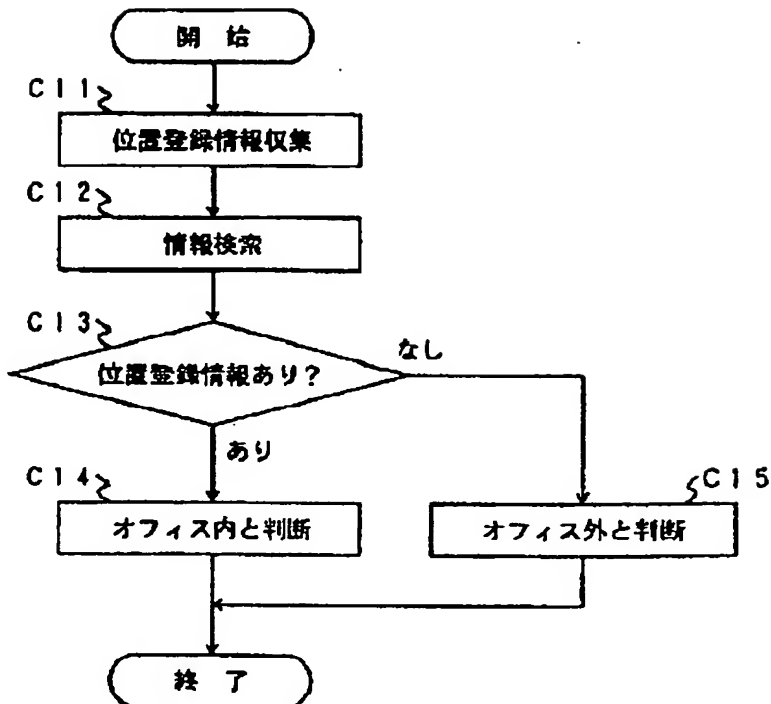 開 始
C11
位置登録情報収集
C12
情報検索
C13
位置登録情報あり?
なし
あり
C14
オフィス内と判断
C15
オフィス外と判断
終 了